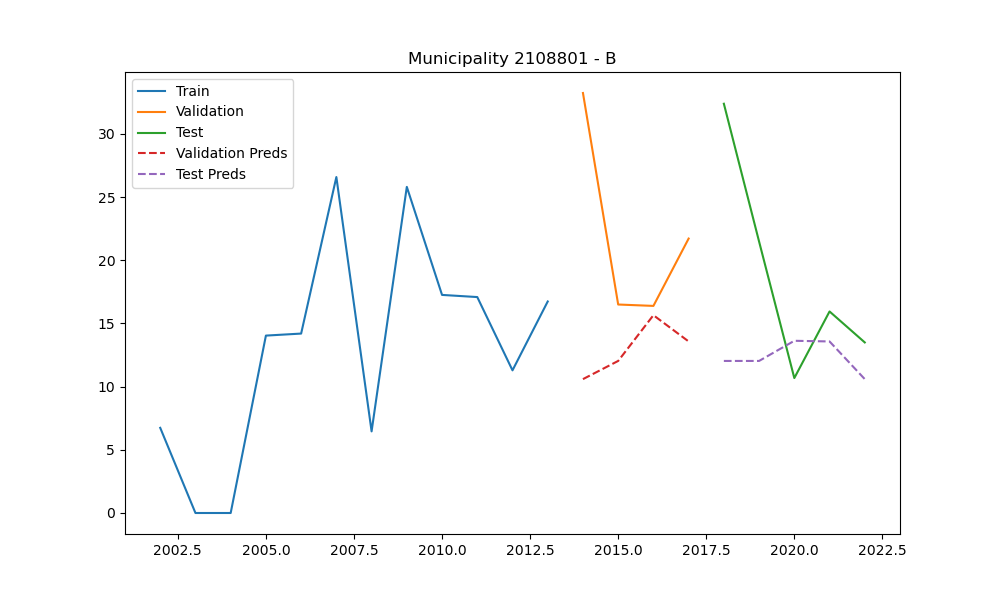 Municipality 2108801 - B
Train
Validation
Test
Validation Preds
Test Preds
30
25
20
15
10
5
0
2002.5 2005.0 2007.5 2010.0 2012.5 2015.0 2017.5 2020.0 2022.5